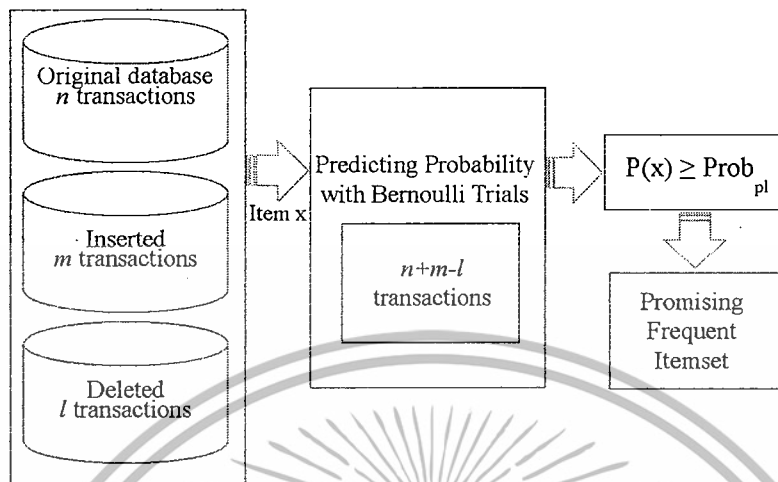 Original database
n transactions
Inserted
m transactions
Deleted
l transactions
Item x
Predicting Probability
with Bernoulli Trials
n+m-l
transactions
P(x) ≥ Prob_pl
Promising
Frequent
Itemset